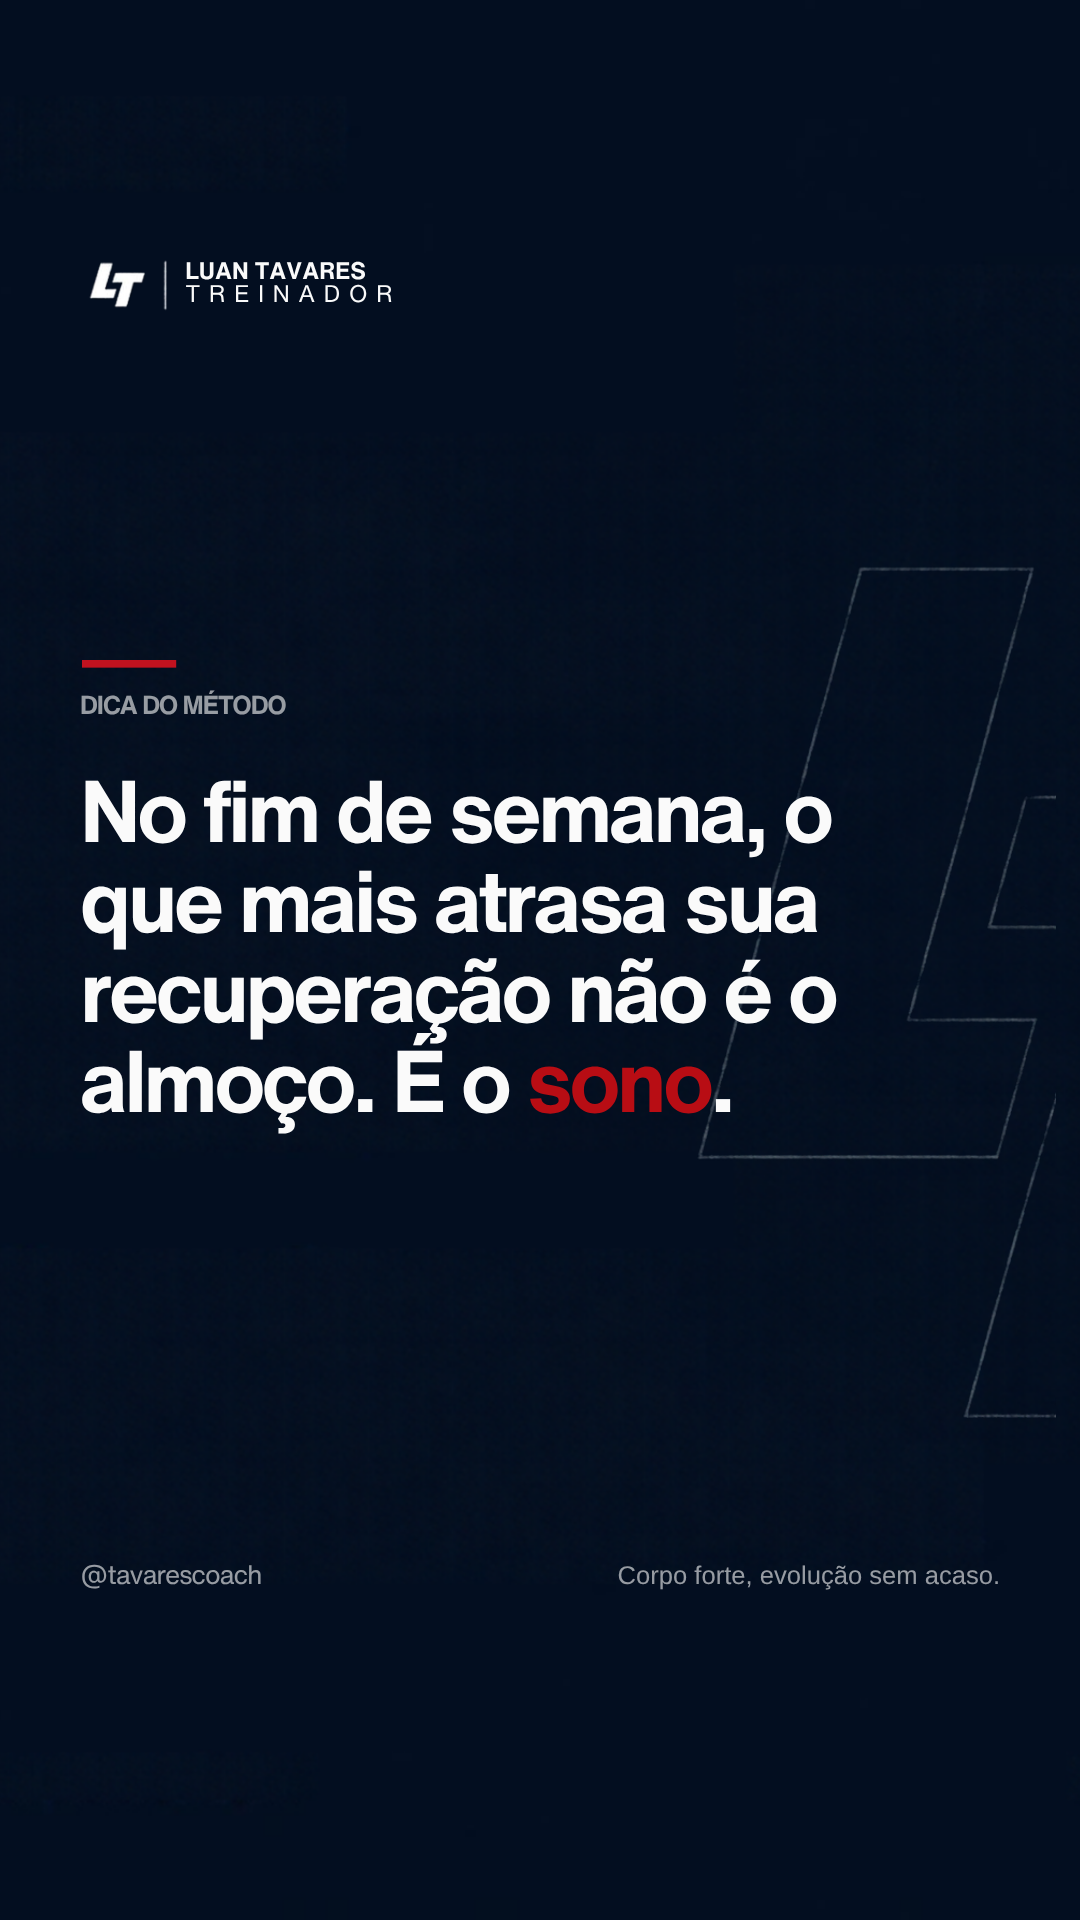 LT
LUAN TAVARES
TREINADOR
DICA DO MÉTODO
No fim de semana, o
que mais atrasa sua
recuperação não é o
almoço. É o sono.
@tavarescoach
Corpo forte, evolução sem acaso.